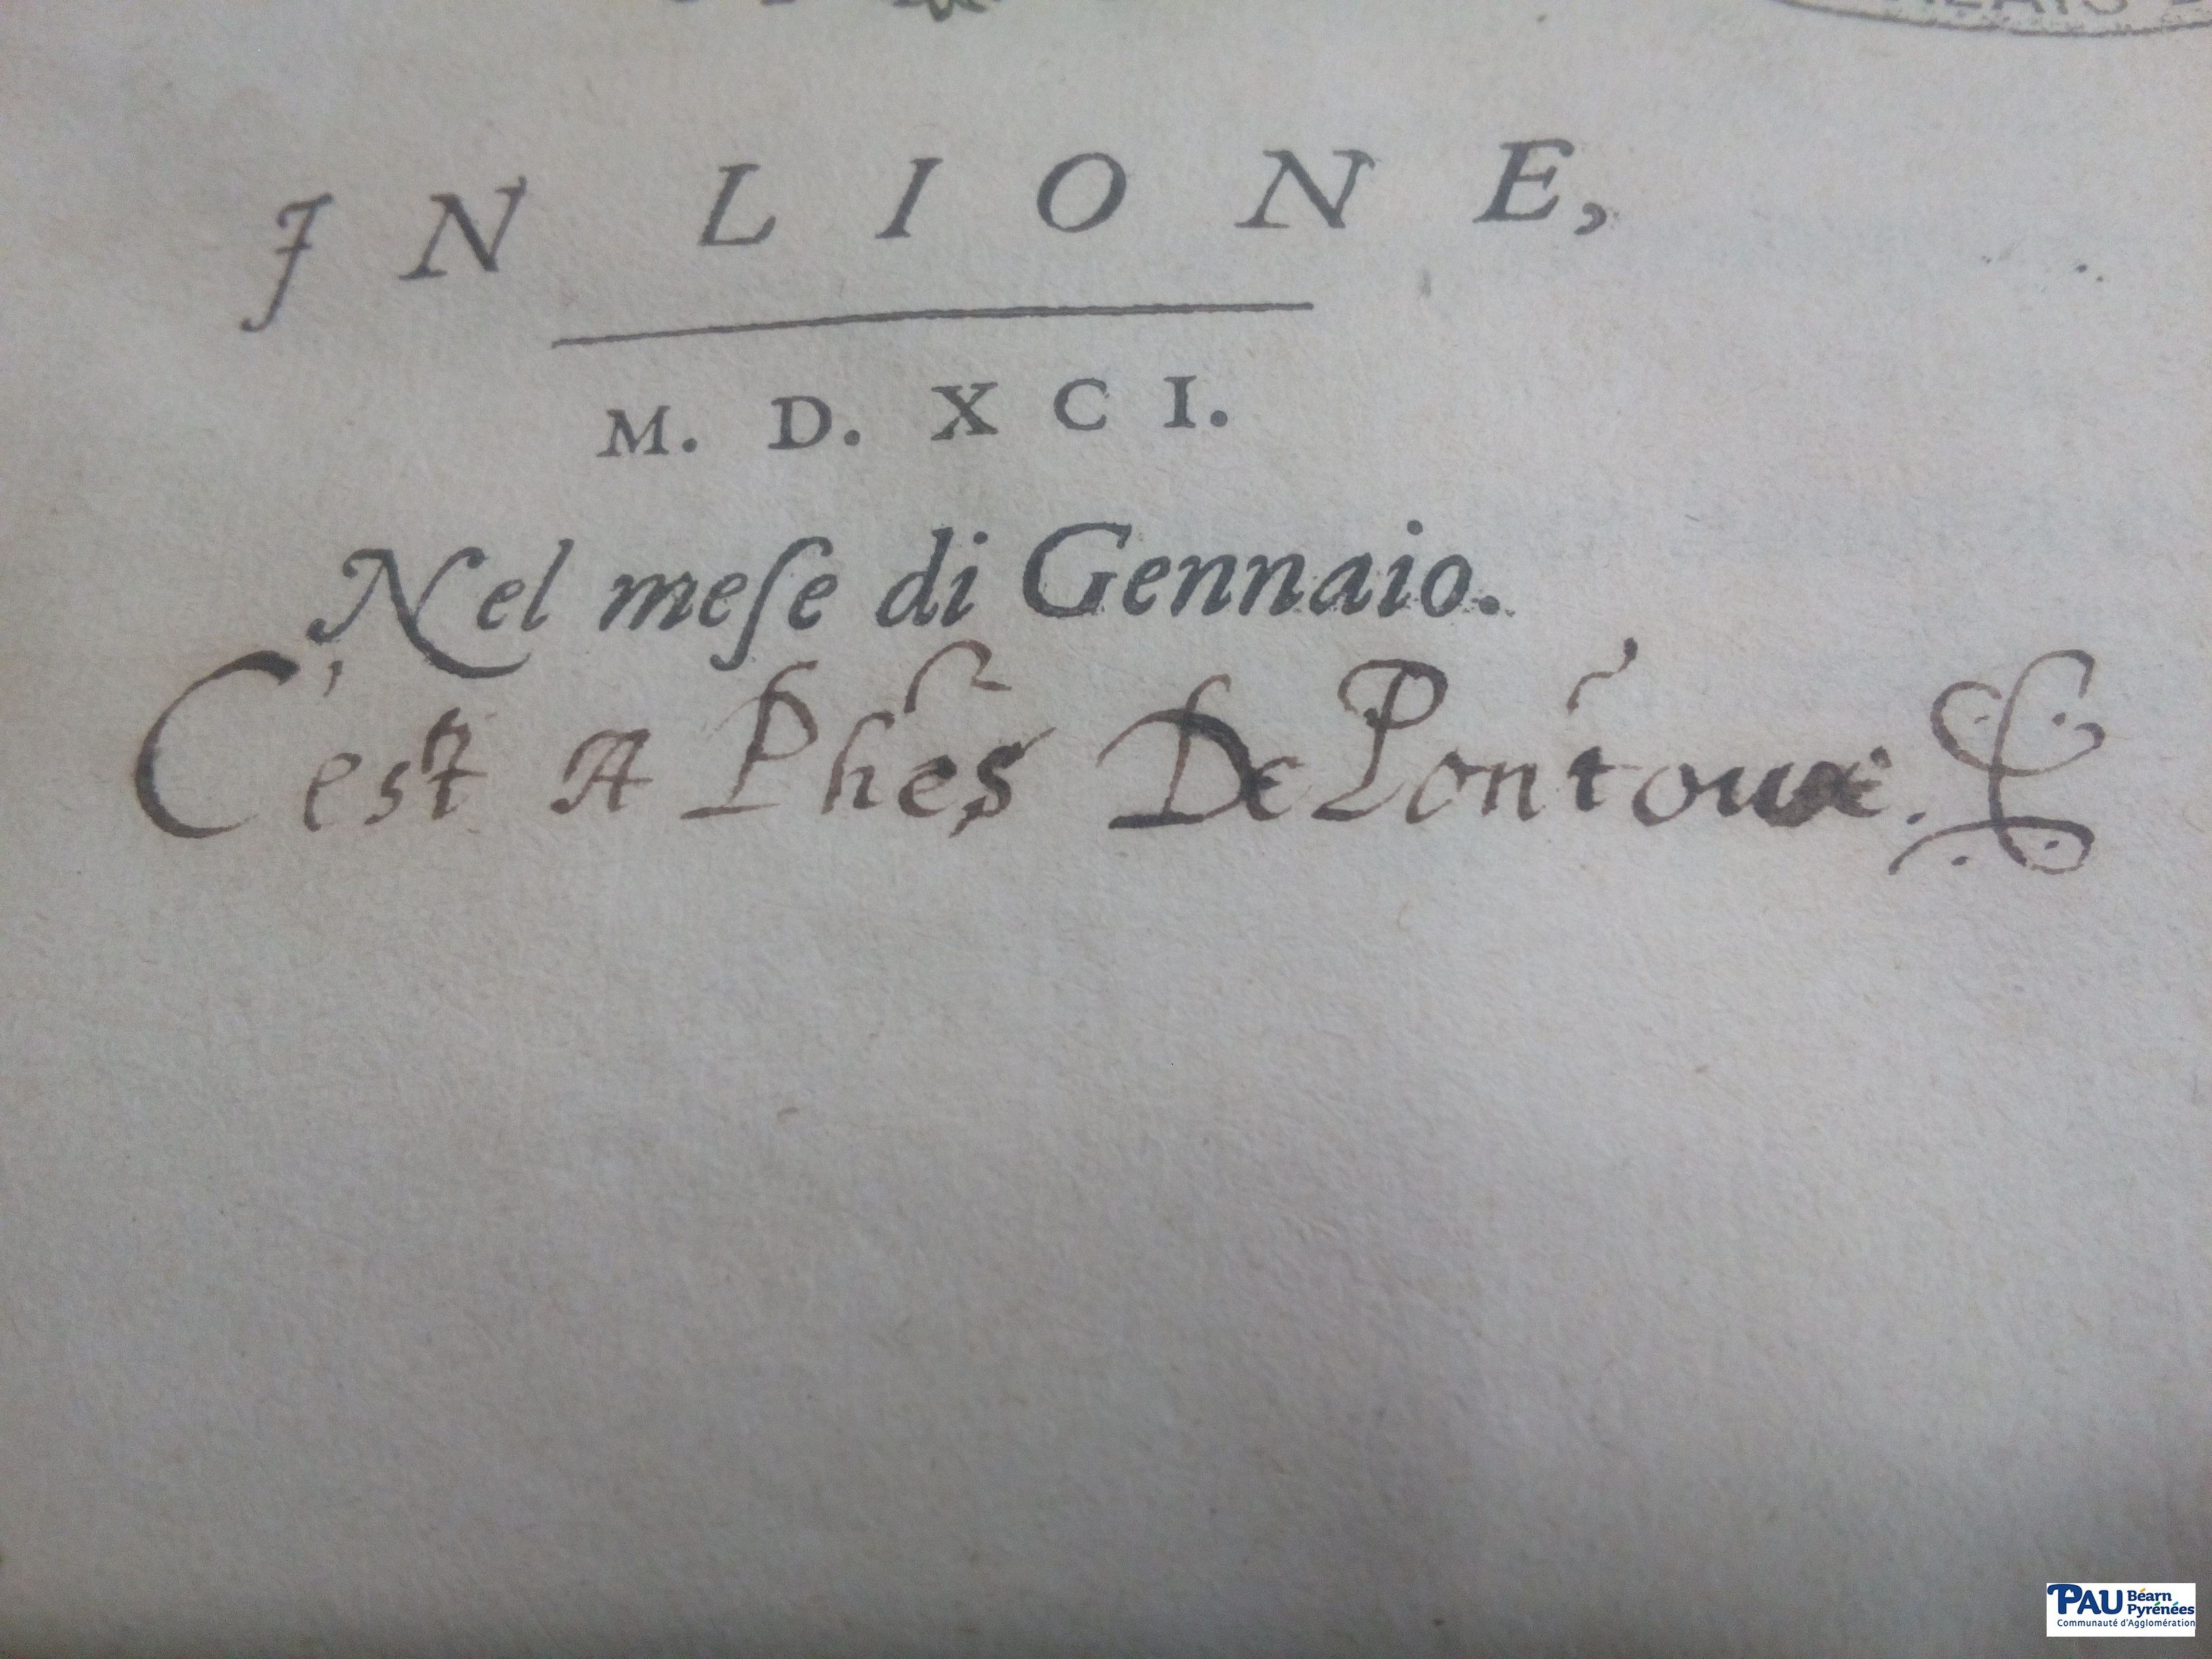 JN LIONE,
M. D. XCI.
Nel meſe di Gennaio.
C'est A Phes De Pontoux.
PAU Béarn
Pyrénées
Communauté d'Agglomération